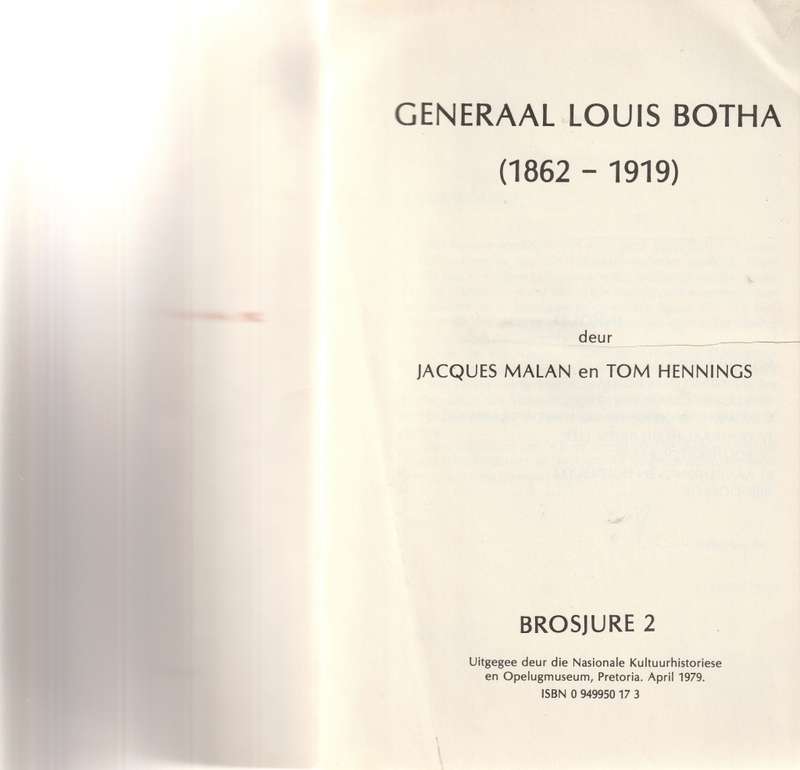 GENERAAL LOUIS BOTHA
(1862 – 1919)
deur
JACQUES MALAN en TOM HENNINGS
BROSJURE 2
Uitgegee deur die Nasionale Kultuurhistoriese
en Opelugmuseum, Pretoria. April 1979.
ISBN 0 949950 17 3